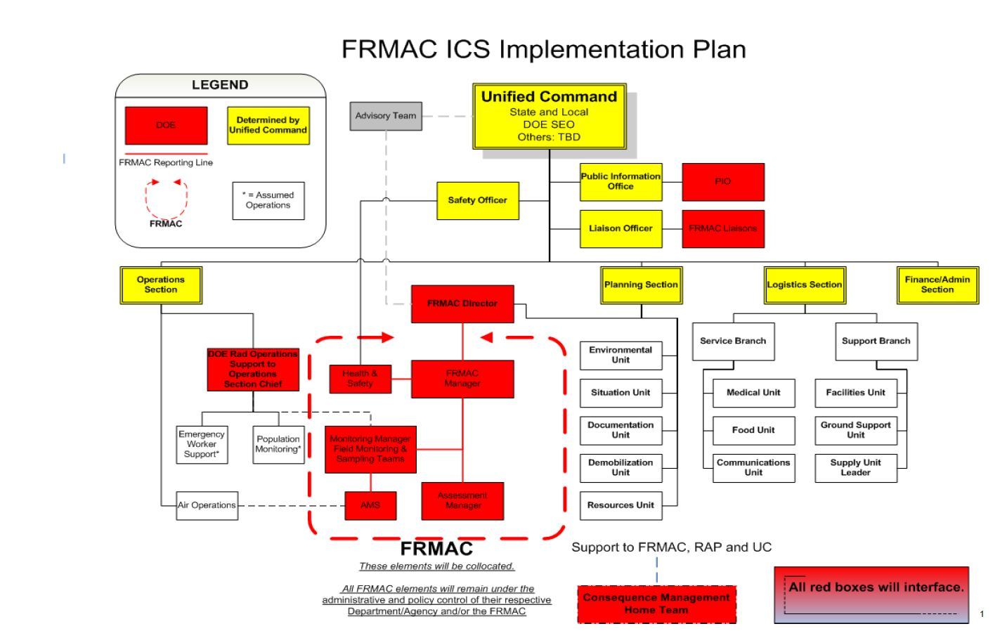 FRMAC ICS Implementation Plan
LEGEND
DOE
Determined by
Unified Command
FRMAC Reporting Line
* = Assumed
Operations
FRMAC
Advisory Team
Unified Command
State and Local
DOE SEO
Others: TBD
Safety Officer
Public Information
Office
PIO
Liaison Officer
FRMAC Liaisons
Operations
Section
FRMAC Director
Planning Section
Logistics Section
Finance/Admin
Section
DOE Rad Operations
Support to
Operations
Section Chief
Health &
Safety
FRMAC
Manager
Emergency
Worker
Support*
Population
Monitoring*
Monitoring Manager
Field Monitoring &
Sampling Teams
Air Operations
AMS
Assessment
Manager
Environmental
Unit
Situation Unit
Documentation
Unit
Demobilization
Unit
Resources Unit
Service Branch
Medical Unit
Food Unit
Communications
Unit
Support Branch
Facilities Unit
Ground Support
Unit
Supply Unit
Leader
FRMAC
These elements will be collocated.
All FRMAC elements will remain under the
administrative and policy control of their respective
Department/Agency and/or the FRMAC
Support to FRMAC, RAP and UC
Consequence Management
Home Team
All red boxes will interface.
1